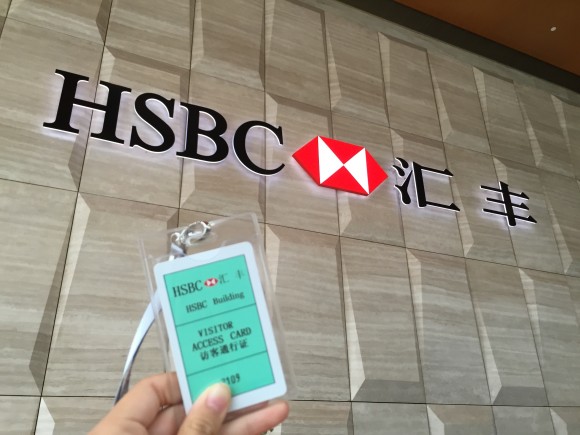 HSBC 汇丰
HSBC 汇丰
HSBC Building
VISITOR
ACCESS CARD
访客通行证